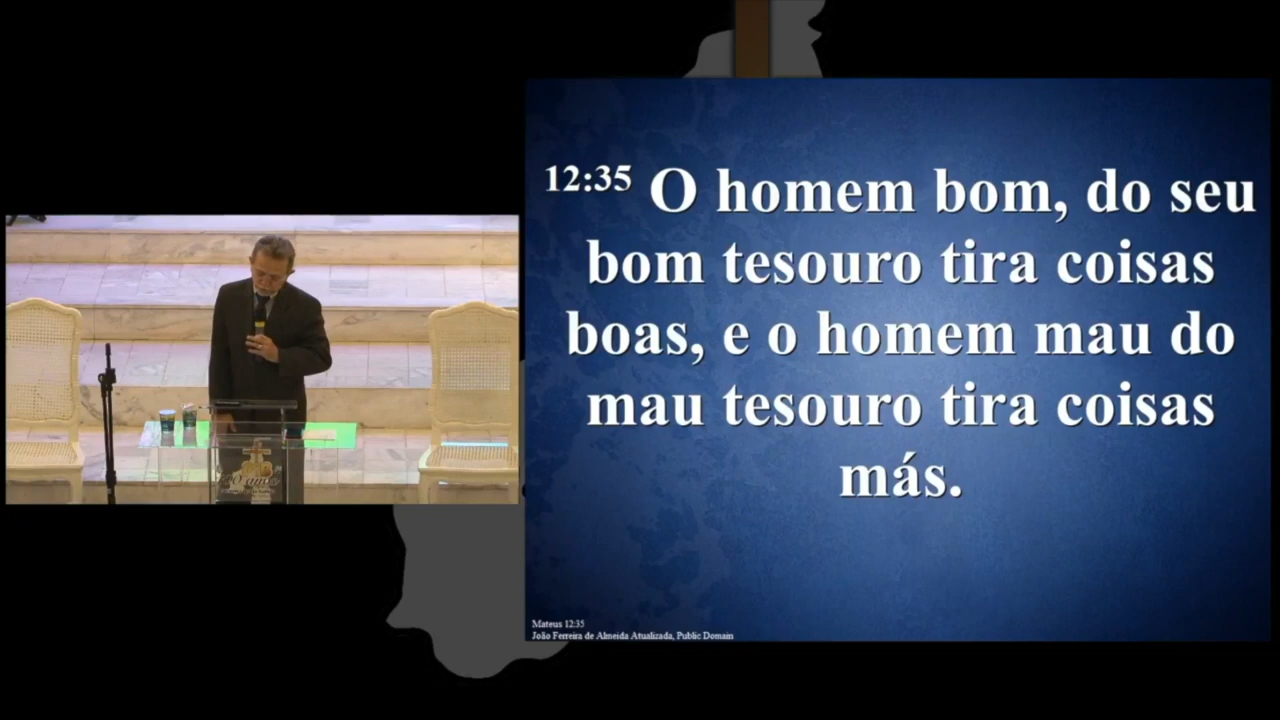 12:35 O homem bom, do seu
bom tesouro tira coisas
boas, e o homem mau do
mau tesouro tira coisas
más.
Mateus 12:35
João Ferreira de Almeida Atualizada, Public Domain